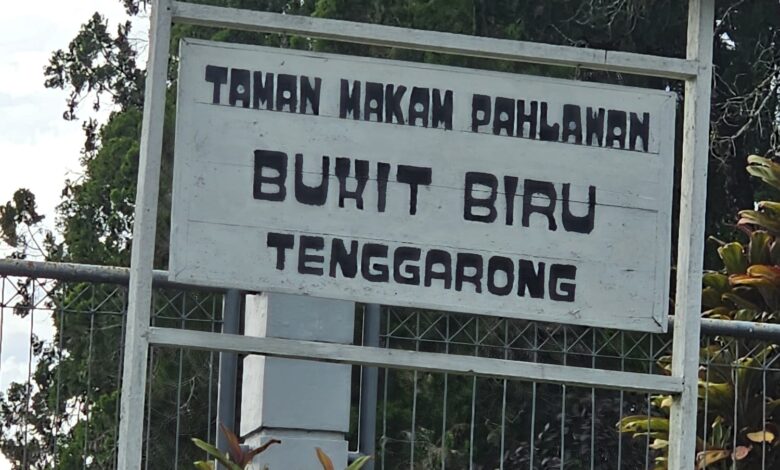 TAMAN MAKAM PAHLAWAN
BUKIT BIRU
TENGGARONG